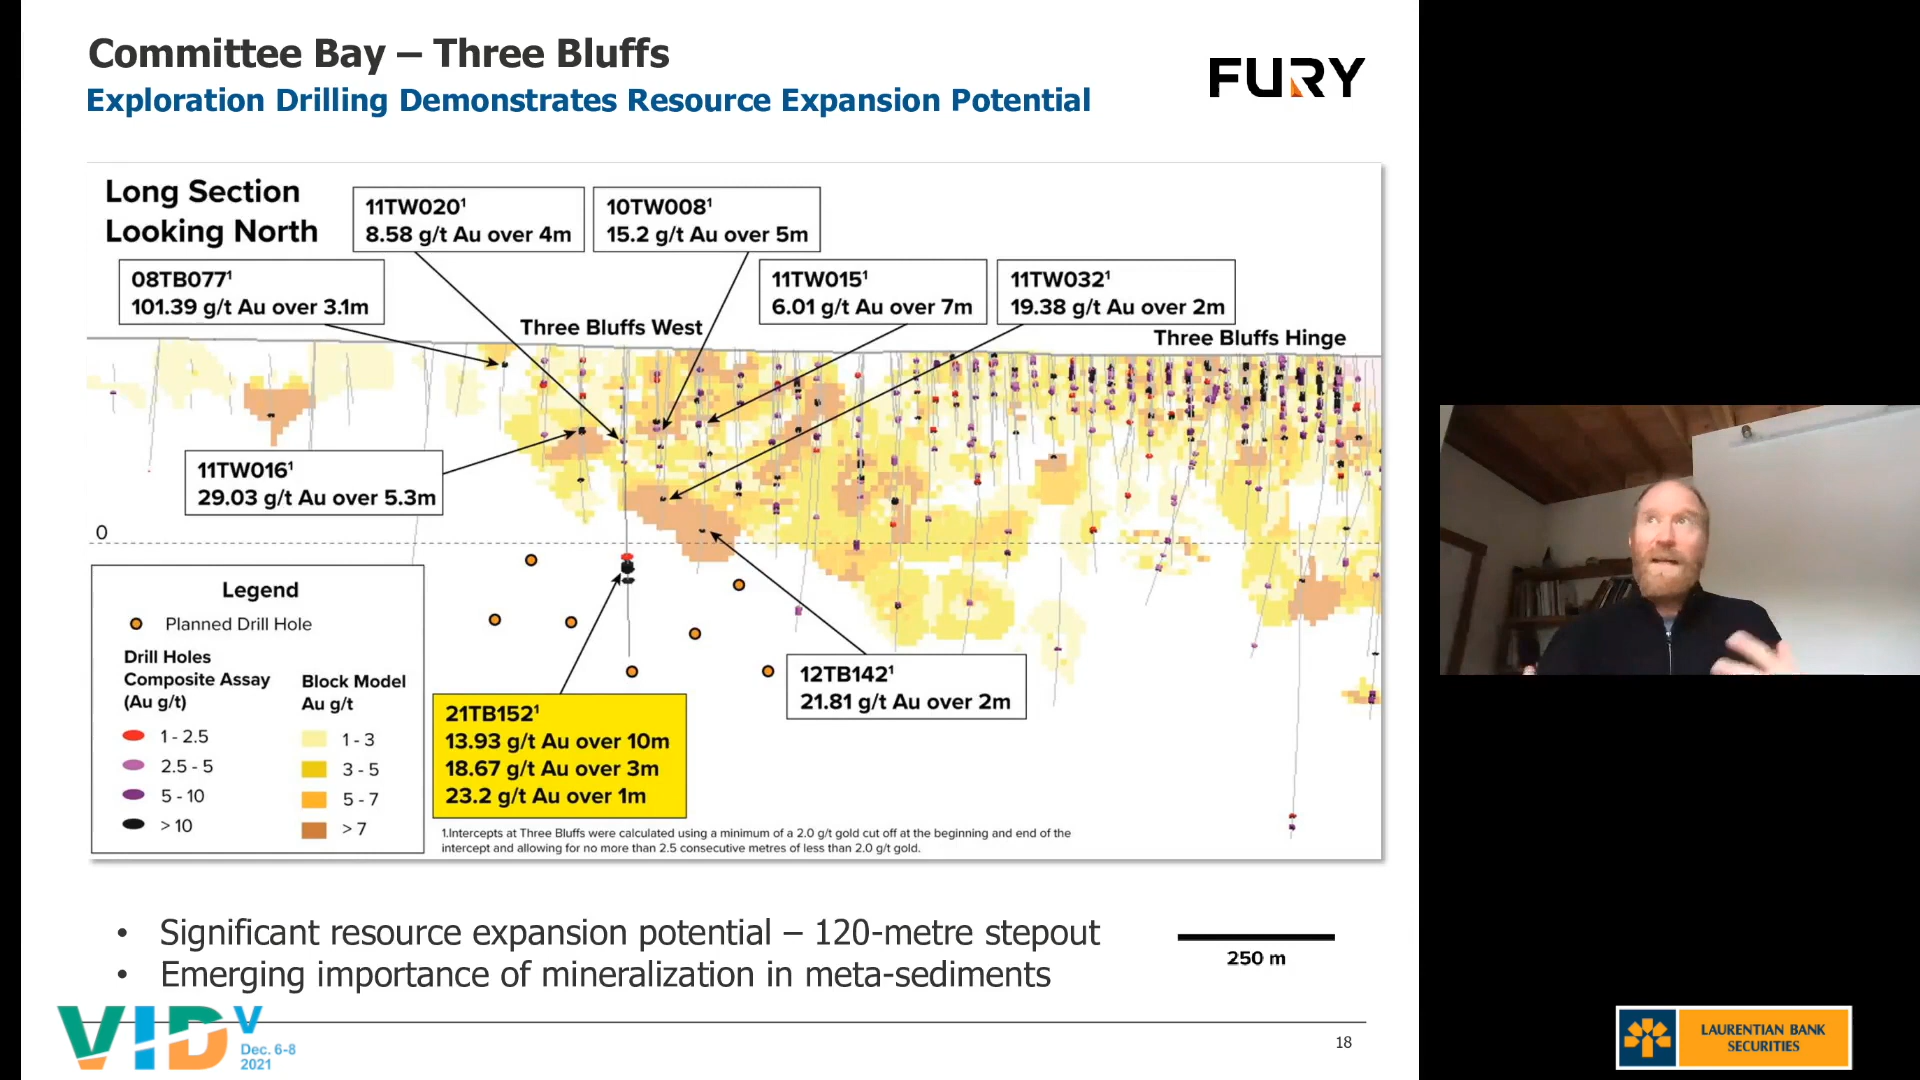 Committee Bay – Three Bluffs
Exploration Drilling Demonstrates Resource Expansion Potential
FURY
Long Section
Looking North
11TW020¹
8.58 g/t Au over 4m
10TW008¹
15.2 g/t Au over 5m
08TB077¹
101.39 g/t Au over 3.1m
11TW015¹
6.01 g/t Au over 7m
11TW032¹
19.38 g/t Au over 2m
Three Bluffs West
Three Bluffs Hinge
11TW016¹
29.03 g/t Au over 5.3m
0
Legend
Planned Drill Hole
Drill Holes
Composite Assay
(Au g/t)
1 - 2.5
2.5 - 5
5 - 10
> 10
Block Model
Au g/t
1 - 3
3 - 5
5 - 7
> 7
12TB142¹
21.81 g/t Au over 2m
21TB152¹
13.93 g/t Au over 10m
18.67 g/t Au over 3m
23.2 g/t Au over 1m
1.Intercepts at Three Bluffs were calculated using a minimum of a 2.0 g/t gold cut off at the beginning and end of the
intercept and allowing for no more than 2.5 consecutive metres of less than 2.0 g/t gold.
• Significant resource expansion potential – 120-metre stepout
• Emerging importance of mineralization in meta-sediments
250 m
VID V
Dec. 6-8
2021
18
LAURENTIAN BANK
SECURITIES